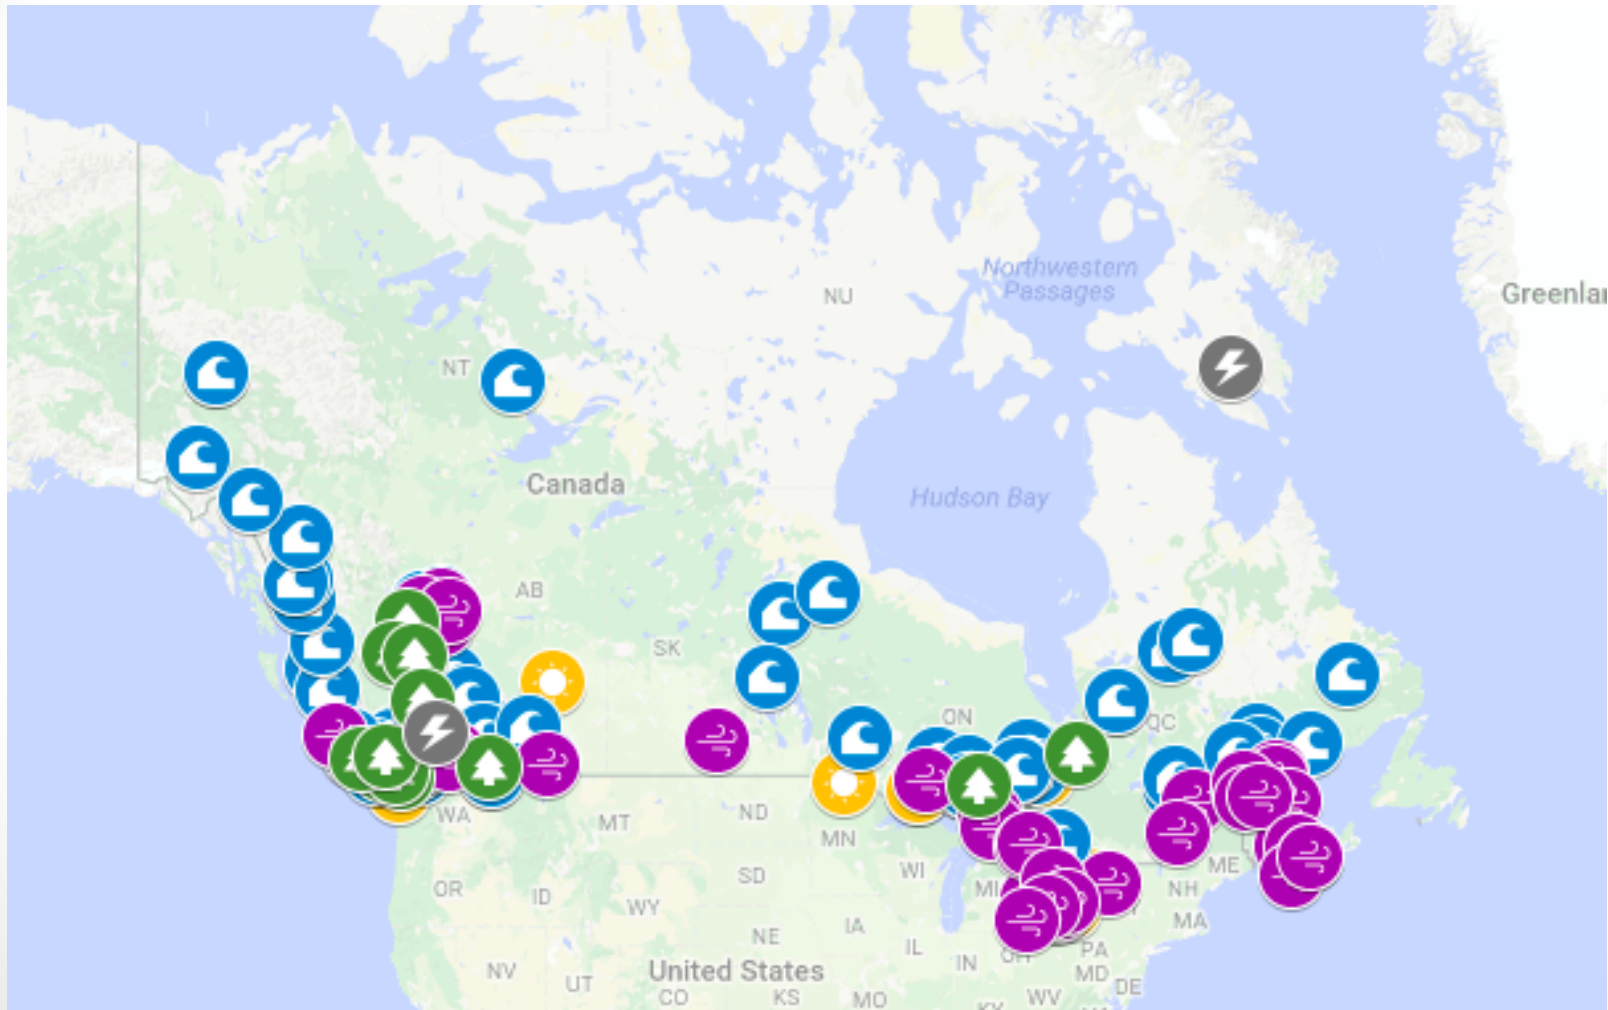 Northwestern
Passages
NU
Greenlar
NT
Canada
Hudson Bay
AB
SK
ON
QC
WA
MT
ND
MN
OR
ID
WY
SD
WI
MI
ME
NH
MA
NE
IA
IL
IN
OH
PA
MD
DE
NV
UT
United States
CO
KS
MO
KY
WV